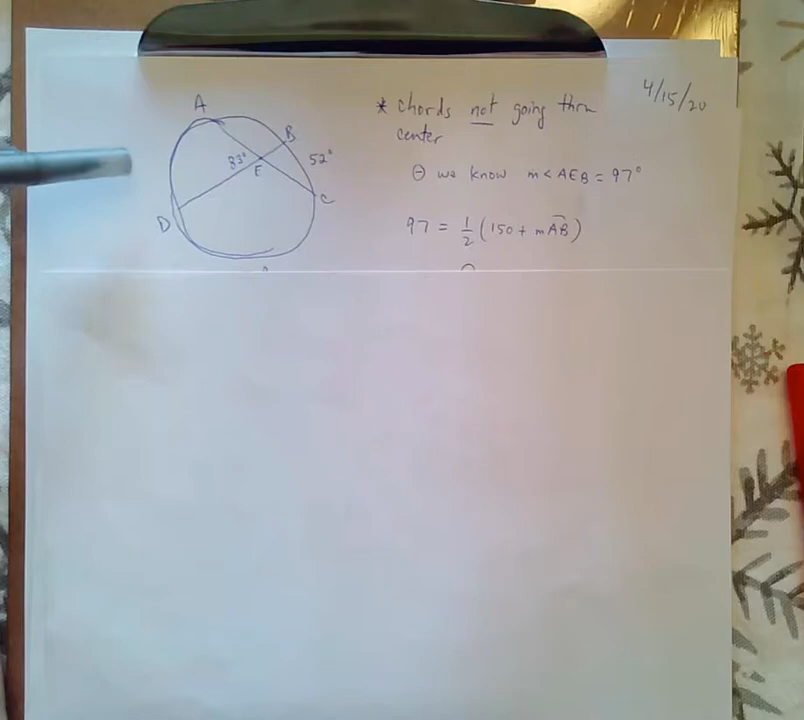 4/15/20
A
B
83°
E
52°
C
D
* chords not going thru
center
we know m<AEB = 97°
97 = 1/2 (150 + mAB)